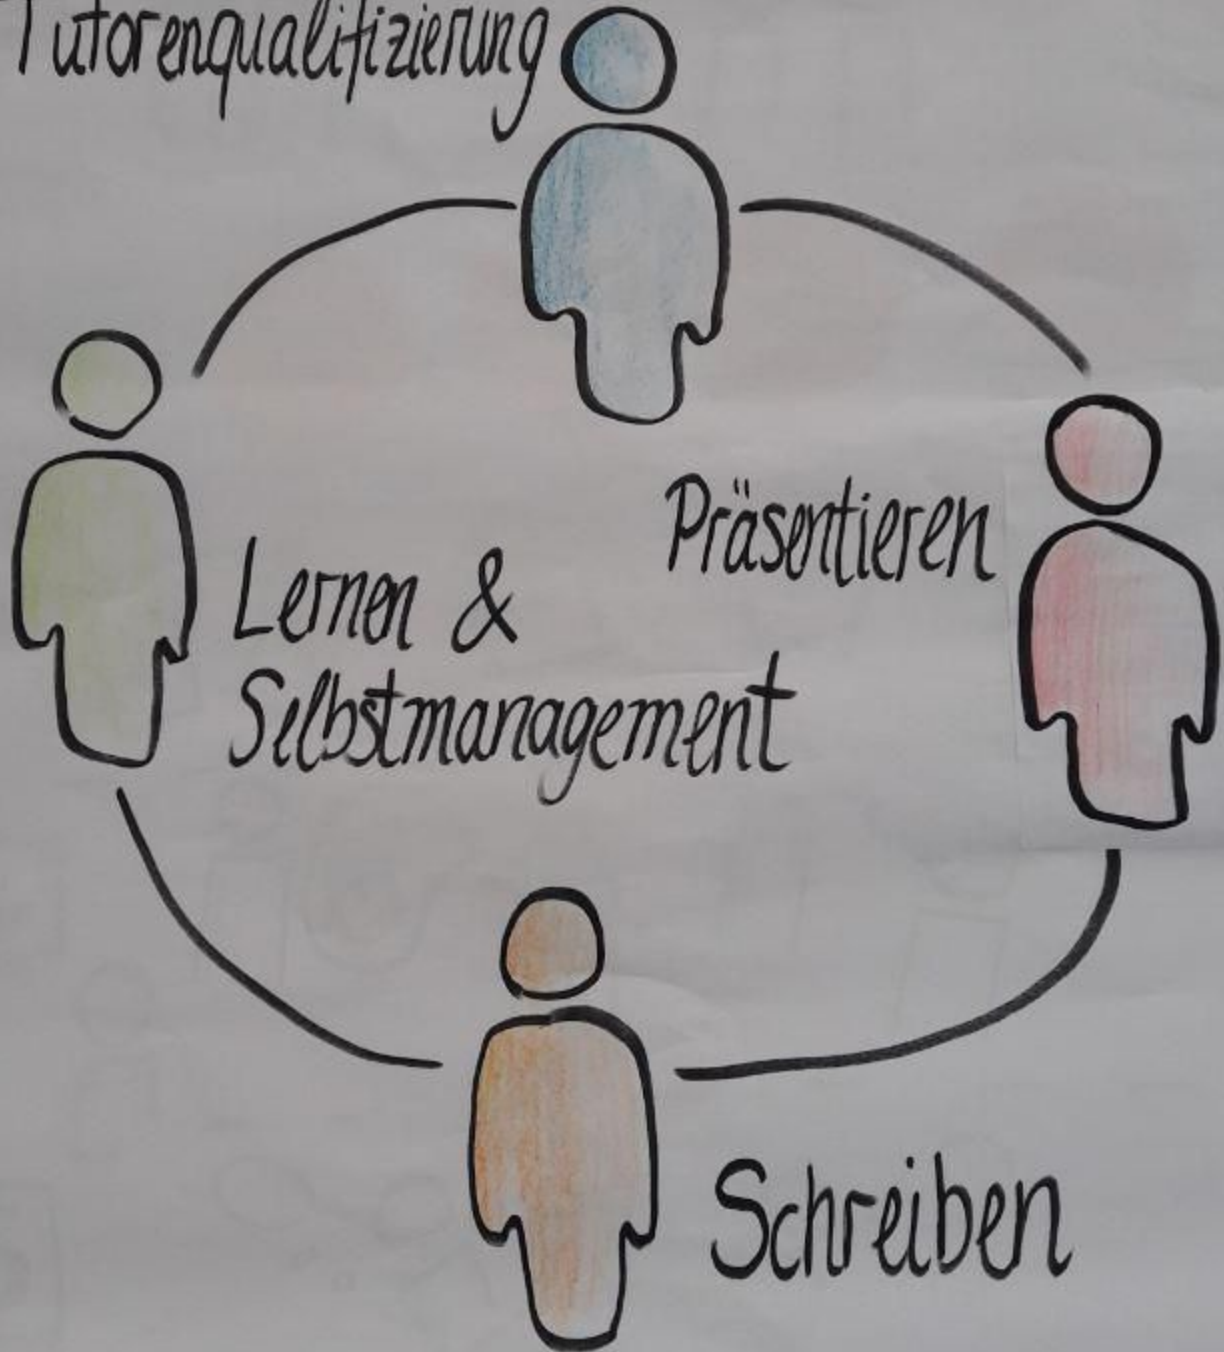 Tutorenqualifizierung
Präsentieren
Lernen &
Selbstmanagement
Schreiben